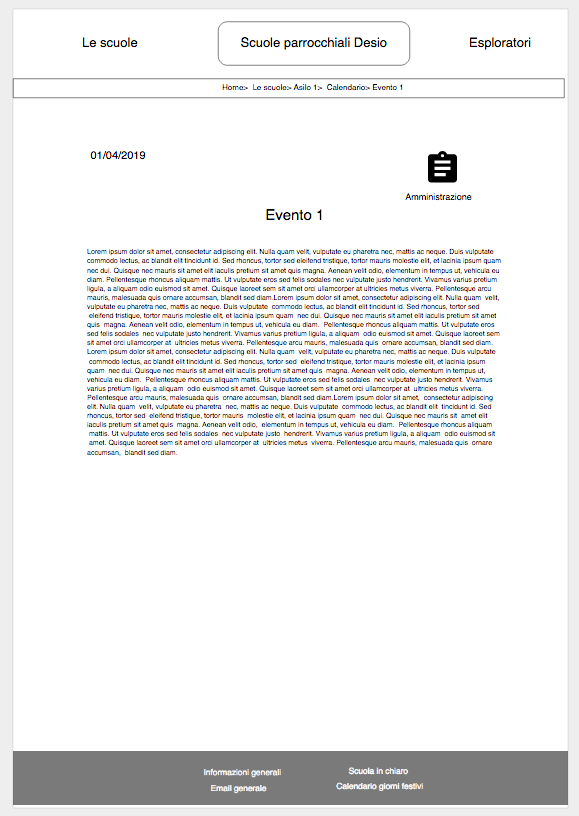 Le scuole
Scuole parrocchiali Desio
Esploratori
Home> Le scuole> Asilo 1> Calendario> Evento 1
01/04/2019
Amministrazione
Evento 1
Lorem ipsum dolor sit amet, consectetur adipiscing elit. Nulla quam velit, vulputate eu pharetra nec, mattis ac neque. Duis vulputate
commodo lectus, ac blandit elit tincidunt id. Sed rhoncus, tortor sed eleifend tristique, tortor mauris molestie elit, et lacinia ipsum quam
nec dui. Quisque nec mauris sit amet elit iaculis pretium sit amet quis magna. Aenean velit odio, elementum in tempus ut, vehicula eu
diam. Pellentesque rhoncus aliquam mattis. Ut vulputate eros sed felis sodales nec vulputate justo hendrerit. Vivamus varius pretium
ligula, a aliquam odio euismod sit amet. Quisque laoreet sem sit amet orci ullamcorper at ultricies metus viverra. Pellentesque arcu
mauris, malesuada quis ornare accumsan, blandit sed diam.Lorem ipsum dolor sit amet, consectetur adipiscing elit. Nulla quam velit,
vulputate eu pharetra nec, mattis ac neque. Duis vulputate commodo lectus, ac blandit elit tincidunt id. Sed rhoncus, tortor sed
eleifend tristique, tortor mauris molestie elit, et lacinia ipsum quam nec dui. Quisque nec mauris sit amet elit iaculis pretium sit amet
quis magna. Aenean velit odio, elementum in tempus ut, vehicula eu diam. Pellentesque rhoncus aliquam mattis. Ut vulputate eros
sed felis sodales nec vulputate justo hendrerit. Vivamus varius pretium ligula, a aliquam odio euismod sit amet. Quisque laoreet sem
sit amet orci ullamcorper at ultricies metus viverra. Pellentesque arcu mauris, malesuada quis ornare accumsan, blandit sed diam.
Lorem ipsum dolor sit amet, consectetur adipiscing elit. Nulla quam velit, vulputate eu pharetra nec, mattis ac neque. Duis vulputate
commodo lectus, ac blandit elit tincidunt id. Sed rhoncus, tortor sed eleifend tristique, tortor mauris molestie elit, et lacinia ipsum
quam nec dui. Quisque nec mauris sit amet elit iaculis pretium sit amet quis magna. Aenean velit odio, elementum in tempus ut,
vehicula eu diam. Pellentesque rhoncus aliquam mattis. Ut vulputate eros sed felis sodales nec vulputate justo hendrerit. Vivamus
varius pretium ligula, a aliquam odio euismod sit amet. Quisque laoreet sem sit amet orci ullamcorper at ultricies metus viverra.
Pellentesque arcu mauris, malesuada quis ornare accumsan, blandit sed diam.Lorem ipsum dolor sit amet, consectetur adipiscing
elit. Nulla quam velit, vulputate eu pharetra nec, mattis ac neque. Duis vulputate commodo lectus, ac blandit elit tincidunt id. Sed
rhoncus, tortor sed eleifend tristique, tortor mauris molestie elit, et lacinia ipsum quam nec dui. Quisque nec mauris sit amet elit
iaculis pretium sit amet quis magna. Aenean velit odio, elementum in tempus ut, vehicula eu diam. Pellentesque rhoncus aliquam
mattis. Ut vulputate eros sed felis sodales nec vulputate justo hendrerit. Vivamus varius pretium ligula, a aliquam odio euismod sit
amet. Quisque laoreet sem sit amet orci ullamcorper at ultricies metus viverra. Pellentesque arcu mauris, malesuada quis ornare
accumsan, blandit sed diam.
Informazioni generali
Scuola in chiaro
Email generale
Calendario giorni festivi